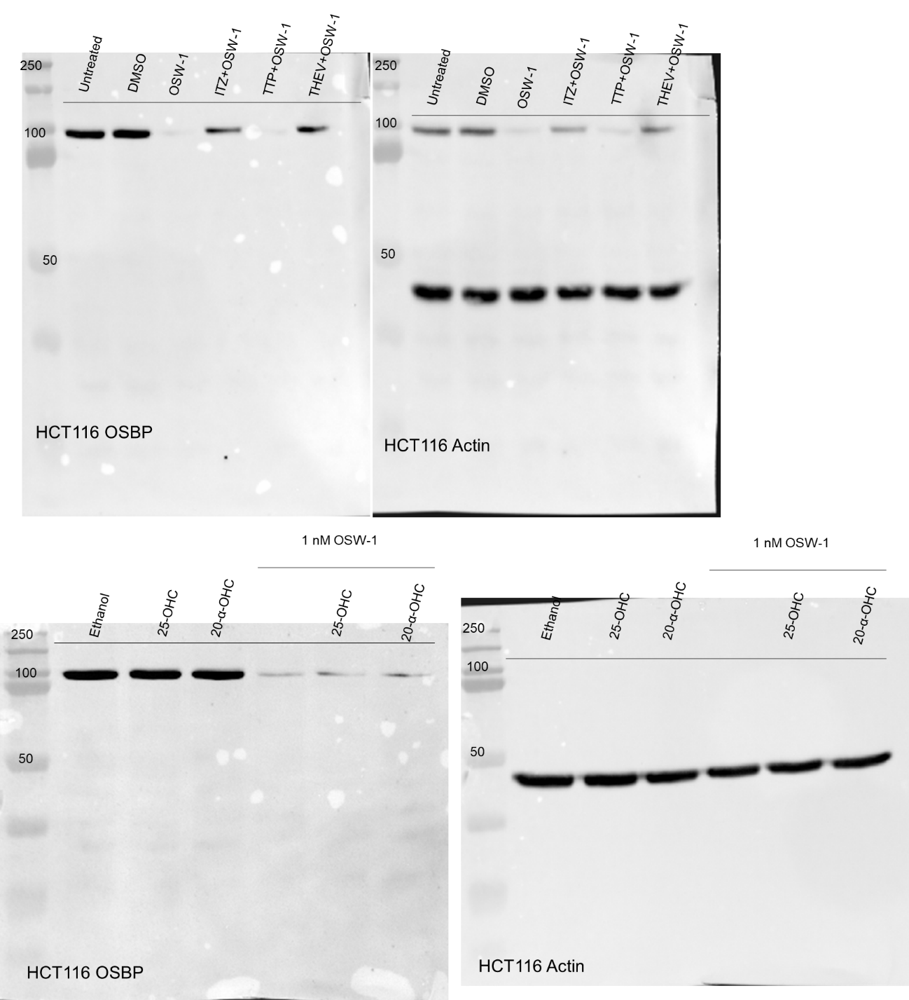 250
Untreated
DMSO
OSW-1
ITZ+OSW-1
TTP+OSW-1
THEV+OSW-1
100
50
HCT116 OSBP
250
Untreated
DMSO
OSW-1
ITZ+OSW-1
TTP+OSW-1
THEV+OSW-1
100
50
HCT116 Actin
1 nM OSW-1
Ethanol
25-OHC
20-α-OHC
25-OHC
20-α-OHC
250
100
50
HCT116 OSBP
1 nM OSW-1
Ethanol
25-OHC
20-α-OHC
25-OHC
20-α-OHC
250
100
50
HCT116 Actin